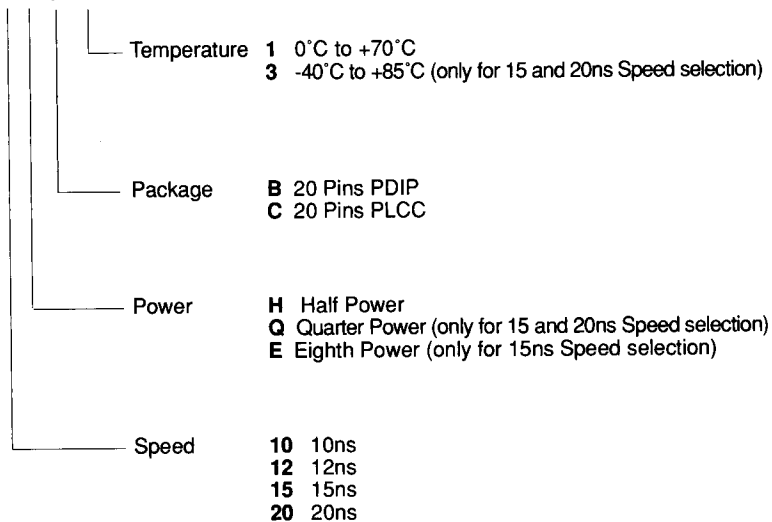 Temperature 1 0°C to +70°C
3 -40°C to +85°C (only for 15 and 20ns Speed selection)
Package B 20 Pins PDIP
C 20 Pins PLCC
Power H Half Power
Q Quarter Power (only for 15 and 20ns Speed selection)
E Eighth Power (only for 15ns Speed selection)
Speed 10 10ns
12 12ns
15 15ns
20 20ns